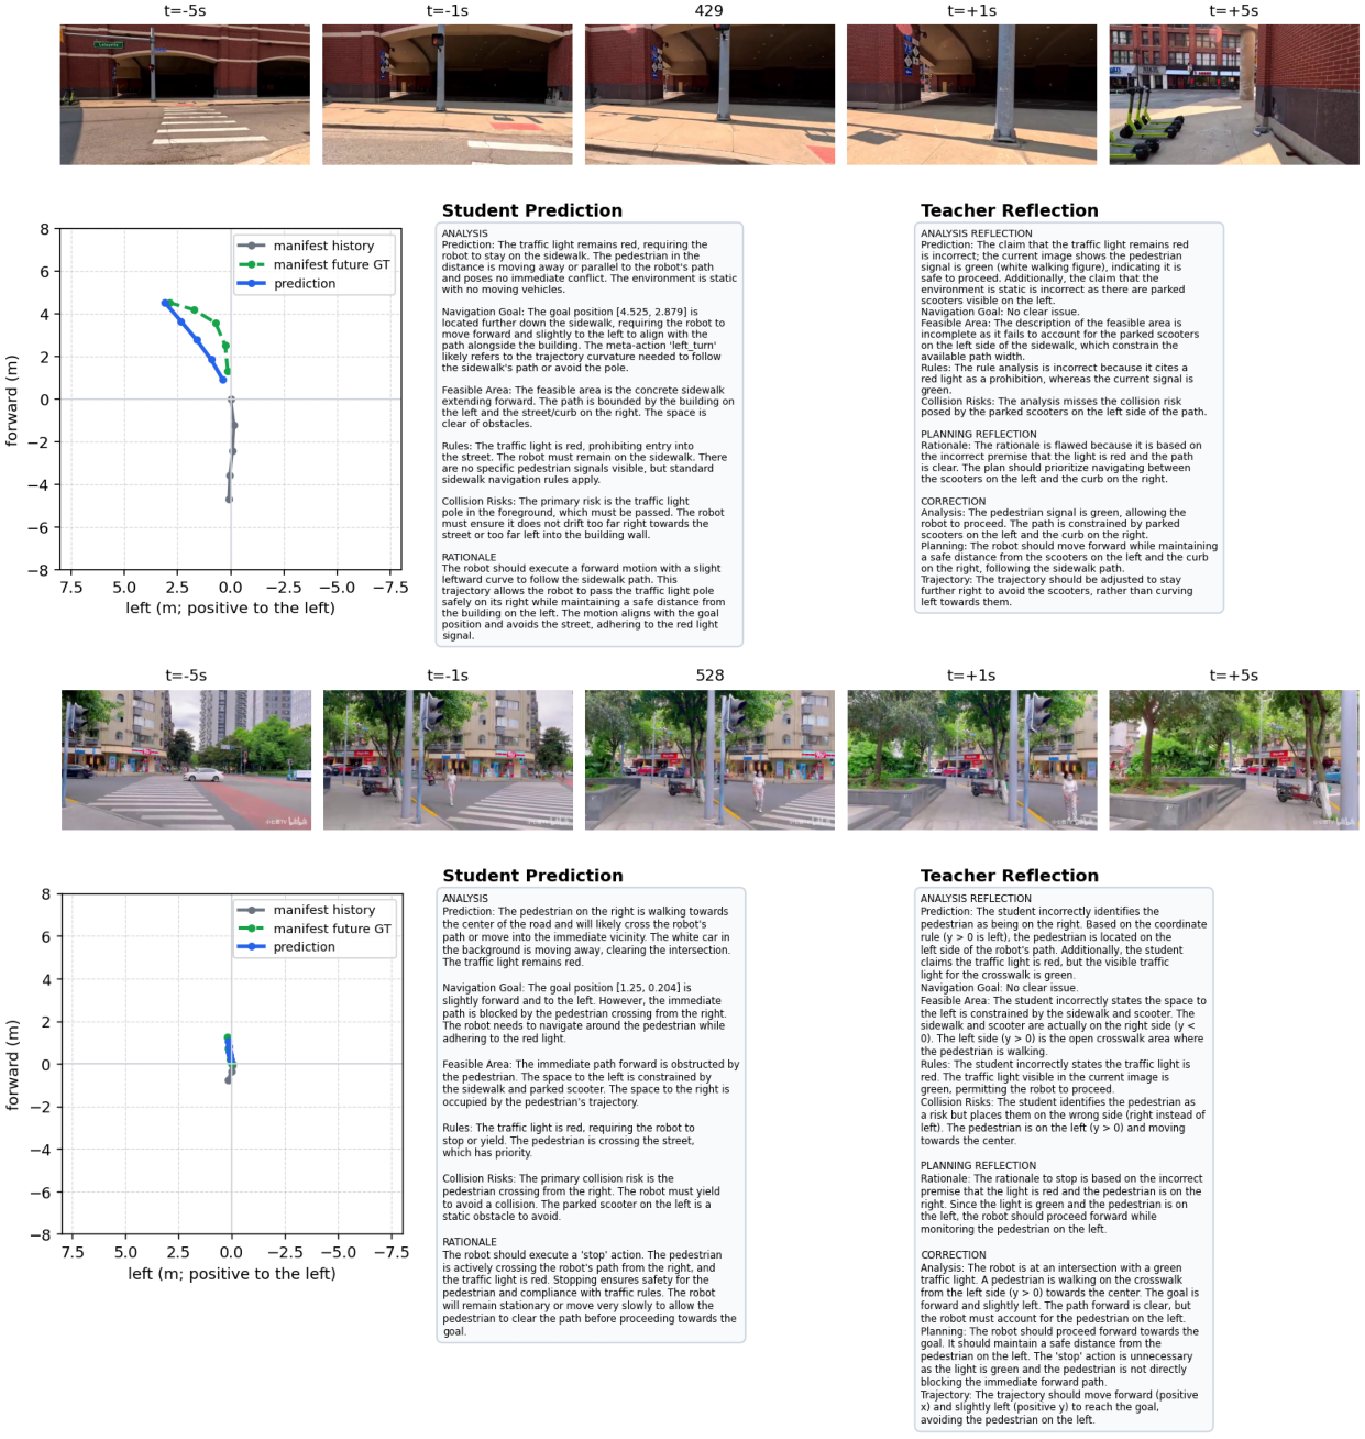 t=-5s
t=-1s
429
t=+1s
t=+5s
8
6
4
2
0
−2
−4
−6
−8
forward (m)
7.5
5.0
2.5
0.0
−2.5
−5.0
−7.5
left (m; positive to the left)
manifest history
manifest future GT
prediction
Student Prediction
ANALYSIS
Prediction: The traffic light remains red, requiring the
robot to stay on the sidewalk. The pedestrian in the
distance is moving away or parallel to the robot's path
and poses no immediate conflict. The environment is static
with no moving vehicles.
Navigation Goal: The goal position [4.525, 2.879] is
located further down the sidewalk, requiring the robot to
move forward and slightly to the left to align with the
path alongside the building. The meta-action 'left_turn'
likely refers to the trajectory curvature needed to follow
the sidewalk's path or avoid the pole.
Feasible Area: The feasible area is the concrete sidewalk
extending forward. The path is bounded by the building on
the left and the street/curb on the right. The space is
clear of obstacles.
Rules: The traffic light is red, prohibiting entry into
the street. The robot must remain on the sidewalk. There
are no specific pedestrian signals visible, but standard
sidewalk navigation rules apply.
Collision Risks: The primary risk is the traffic light
pole in the foreground, which must be passed. The robot
must ensure it does not drift too far right towards the
street or too far left into the building wall.
RATIONALE
The robot should execute a forward motion with a slight
leftward curve to follow the sidewalk path. This
trajectory allows the robot to pass the traffic light pole
safely on its right while maintaining a safe distance from
the building on the left. The motion aligns with the goal
position and avoids the street, adhering to the red light
signal.
Teacher Reflection
ANALYSIS REFLECTION
Prediction: The claim that the traffic light remains red
is incorrect; the current image shows the pedestrian
signal is green (white walking figure), indicating it is
safe to proceed. Additionally, the claim that the
environment is static is incorrect as there are parked
scooters visible on the left.
Navigation Goal: No clear issue.
Feasible Area: The description of the feasible area is
incomplete as it fails to account for the parked scooters
on the left side of the sidewalk, which constrain the
available path width.
Rules: The rule analysis is incorrect because it cites a
red light as a prohibition, whereas the current signal is
green.
Collision Risks: The analysis misses the collision risk
posed by the parked scooters on the left side of the path.
PLANNING REFLECTION
Rationale: The rationale is flawed because it is based on
the incorrect premise that the light is red and the path
is clear. The plan should prioritize navigating between
the scooters on the left and the curb on the right.
CORRECTION
Analysis: The pedestrian signal is green, allowing the
robot to proceed. The path is constrained by parked
scooters on the left and the curb on the right.
Planning: The robot should move forward while maintaining
a safe distance from the scooters on the left and the curb
on the right, following the sidewalk path.
Trajectory: The trajectory should be adjusted to stay
further right to avoid the scooters, rather than curving
left towards them.
t=-5s
t=-1s
528
t=+1s
t=+5s
8
6
4
2
0
−2
−4
−6
−8
forward (m)
7.5
5.0
2.5
0.0
−2.5
−5.0
−7.5
left (m; positive to the left)
manifest history
manifest future GT
prediction
Student Prediction
ANALYSIS
Prediction: The pedestrian on the right is walking towards
the center of the road and will likely cross the robot's
path or move into the immediate vicinity. The white car in
the background is moving away, clearing the intersection.
The traffic light remains red.
Navigation Goal: The goal position [1.25, 0.204] is
slightly forward and to the left. However, the immediate
path is blocked by the pedestrian crossing from the right.
The robot needs to navigate around the pedestrian while
adhering to the red light.
Feasible Area: The immediate path forward is obstructed by
the pedestrian. The space to the left is constrained by
the sidewalk and parked scooter. The space to the right is
occupied by the pedestrian's trajectory.
Rules: The traffic light is red, requiring the robot to
stop or yield. The pedestrian is crossing the street,
which has priority.
Collision Risks: The primary collision risk is the
pedestrian crossing from the right. The robot must yield
to avoid a collision. The parked scooter on the left is a
static obstacle to avoid.
RATIONALE
The robot should execute a 'stop' action. The pedestrian
is actively crossing the robot's path from the right, and
the traffic light is red. Stopping ensures safety for the
pedestrian and compliance with traffic rules. The robot
will remain stationary or move very slowly to allow the
pedestrian to clear the path before proceeding towards the
goal.
Teacher Reflection
ANALYSIS REFLECTION
Prediction: The student incorrectly identifies the
pedestrian as being on the right. Based on the coordinate
rule (y > 0 is left), the pedestrian is located on the
left side of the robot's path. Additionally, the student
claims the traffic light is red, but the visible traffic
light for the crosswalk is green.
Navigation Goal: No clear issue.
Feasible Area: The student incorrectly states the space to
the left is constrained by the sidewalk and scooter. The
sidewalk and scooter are actually on the right side (y <
0). The left side (y > 0) is the open crosswalk area where
the pedestrian is walking.
Rules: The student incorrectly states the traffic light is
red. The traffic light visible in the current image is
green, permitting the robot to proceed.
Collision Risks: The student identifies the pedestrian as
a risk but places them on the wrong side (right instead of
left). The pedestrian is on the left (y > 0) and moving
towards the center.
PLANNING REFLECTION
Rationale: The rationale to stop is based on the incorrect
premise that the light is red and the pedestrian is on the
right. Since the light is green and the pedestrian is on
the left, the robot should proceed forward while
monitoring the pedestrian on the left.
CORRECTION
Analysis: The robot is at an intersection with a green
traffic light. A pedestrian is walking on the crosswalk
from the left side (y > 0) towards the center. The goal is
forward and slightly left. The path forward is clear, but
the robot must account for the pedestrian on the left.
Planning: The robot should proceed forward towards the
goal. It should maintain a safe distance from the
pedestrian on the left. The 'stop' action is unnecessary
as the light is green and the pedestrian is not directly
blocking the immediate forward path.
Trajectory: The trajectory should move forward (positive
x) and slightly left (positive y) to reach the goal,
avoiding the pedestrian on the left.